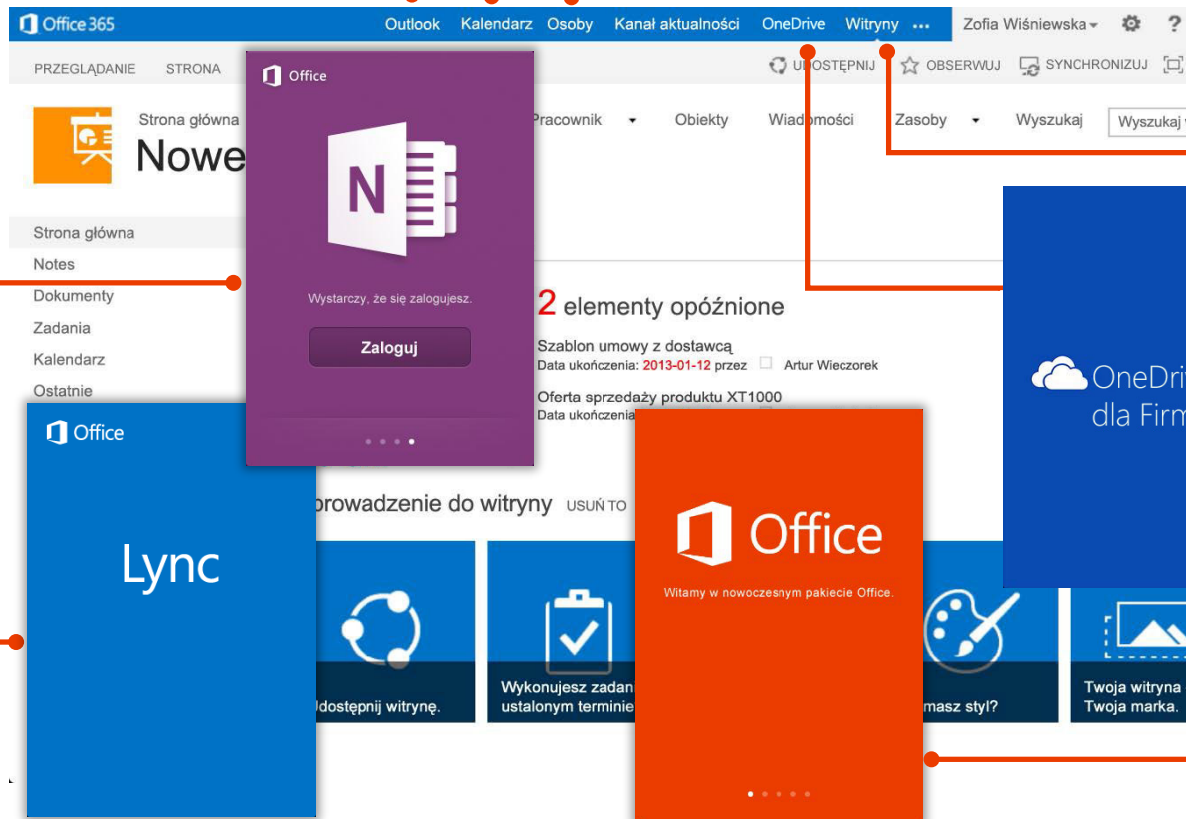 Office 365
Outlook Kalendarz Osoby Kanał aktualności OneDrive Witryny ••• Zofia Wiśniewska ?
PRZEGLĄDANIE STRONA
UDOSTĘPNIJ OBSERWUJ SYNCHRONIZUJ
Office
Strona główna
Pracownik Obiekty Wiadomości Zasoby Wyszukaj
Wyszukaj
Nowe
N
Strona główna
Notes
Dokumenty
Zadania
Kalendarz
Ostatnie
Wystarczy, że się zalogujesz.
Zaloguj
2 elementy opóźnione
Szablon umowy z dostawcą
Data ukończenia: 2013-01-12 przez Artur Wieczorek
Oferta sprzedaży produktu XT1000
Data ukończenia
OneDri
dla Firm
Office
Lync
prowadzenie do witryny USUŃ TO
Office
Witamy w nowoczesnym pakiecie Office.
Udostępnij witrynę.
Wykonujesz zadan
ustalonym terminie
masz styl?
Twoja witryna
Twoja marka.